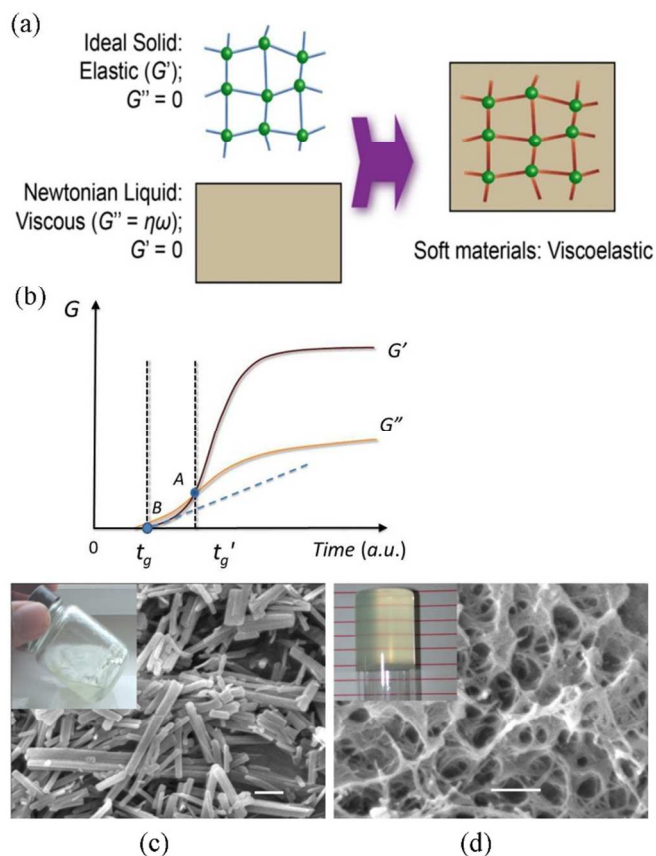 (a)
Ideal Solid:
Elastic (G');
G'' = 0
Newtonian Liquid:
Viscous (G'' = ηω);
G' = 0
Soft materials: Viscoelastic
(b)
G
G'
G''
A
B
0
tg
tg'
Time (a.u.)
(c)
(d)